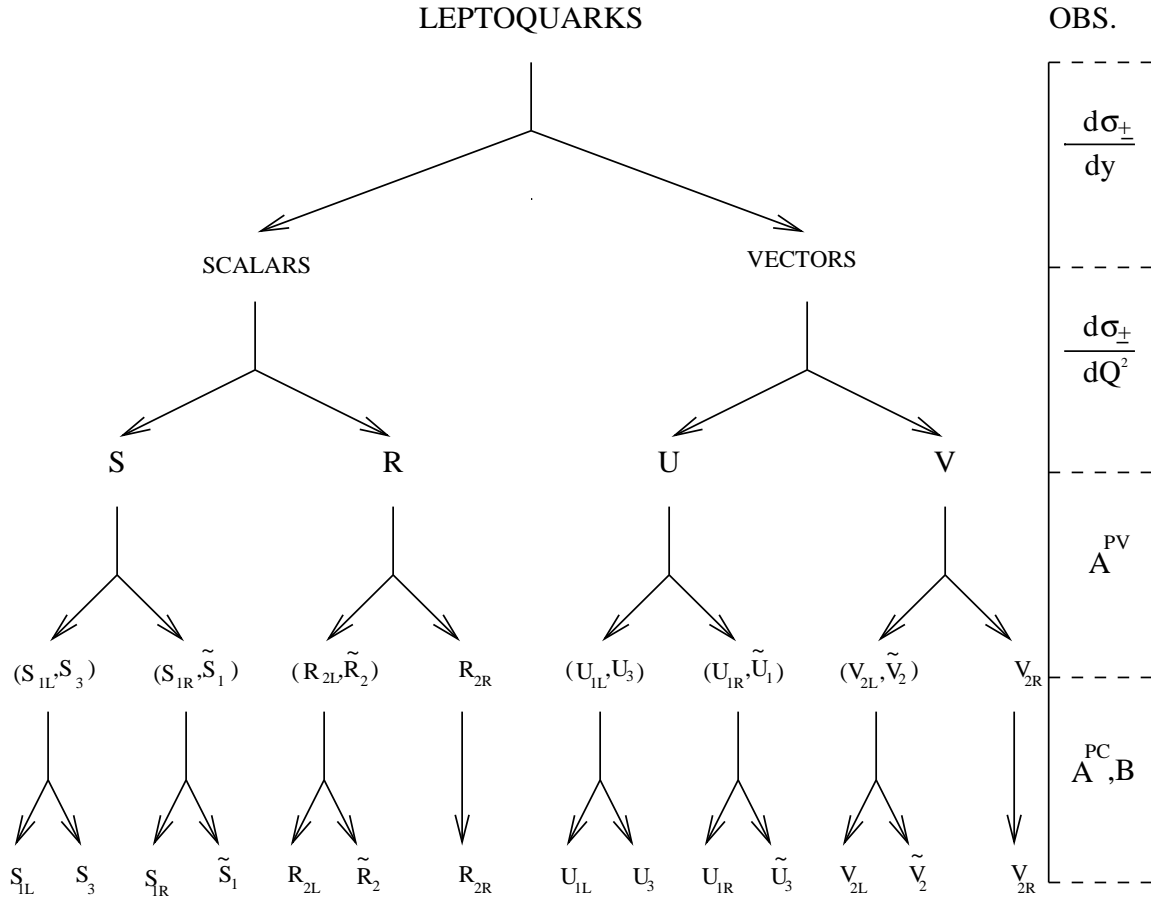 LEPTOQUARKS OBS.
dσ±
dy
SCALARS VECTORS
dσ±
dQ²
S R U V
A^PV
(S_1L,S_3) (S_1R,S̃_1) (R_2L,R̃_2) R_2R (U_1L,U_3) (U_1R,Ũ_1) (V_2L,Ṽ_2) V_2R
A^PC,B
S_1L S_3 S_1R S̃_1 R_2L R̃_2 R_2R U_1L U_3 U_1R Ũ_3 V_2L Ṽ_2 V_2R